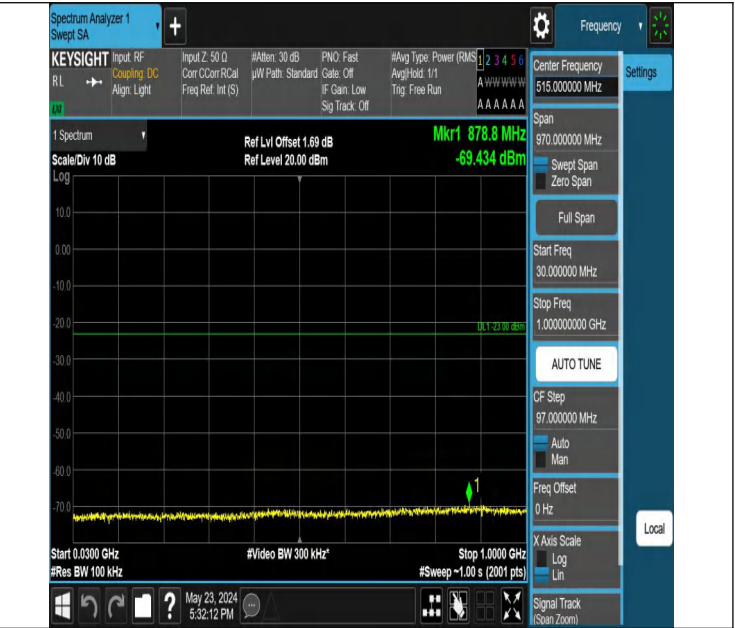 Spectrum Analyzer 1
Swept SA
+
Frequency
KEYSIGHT
RL
Input: RF
Coupling: DC
Align: Light
Input Z: 50 Ω
Corr CCorr RCal
Freq Ref: Int (S)
#Atten: 30 dB
µW Path: Standard
PNO: Fast
Gate: Off
IF Gain: Low
Sig Track: Off
#Avg Type: Power (RMS
Avg|Hold: 1/1
Trig: Free Run
1 2 3 4 5 6
A W W W W W
A A A A A A
1 Spectrum
Scale/Div 10 dB
Log
Ref Lvl Offset 1.69 dB
Ref Level 20.00 dBm
Mkr1 878.8 MHz
-69.434 dBm
10.0
0.00
-10.0
-20.0
-30.0
-40.0
-50.0
-60.0
-70.0
DL1 -23.00 dBm
1
Start 0.0300 GHz
#Res BW 100 kHz
#Video BW 300 kHz*
Stop 1.0000 GHz
#Sweep ~1.00 s (2001 pts)
Center Frequency
515.000000 MHz
Settings
Span
970.000000 MHz
Swept Span
Zero Span
Full Span
Start Freq
30.000000 MHz
Stop Freq
1.000000000 GHz
AUTO TUNE
CF Step
97.000000 MHz
Auto
Man
Freq Offset
0 Hz
X Axis Scale
Log
Lin
Local
Signal Track
(Span Zoom)
?
May 23, 2024
5:32:12 PM